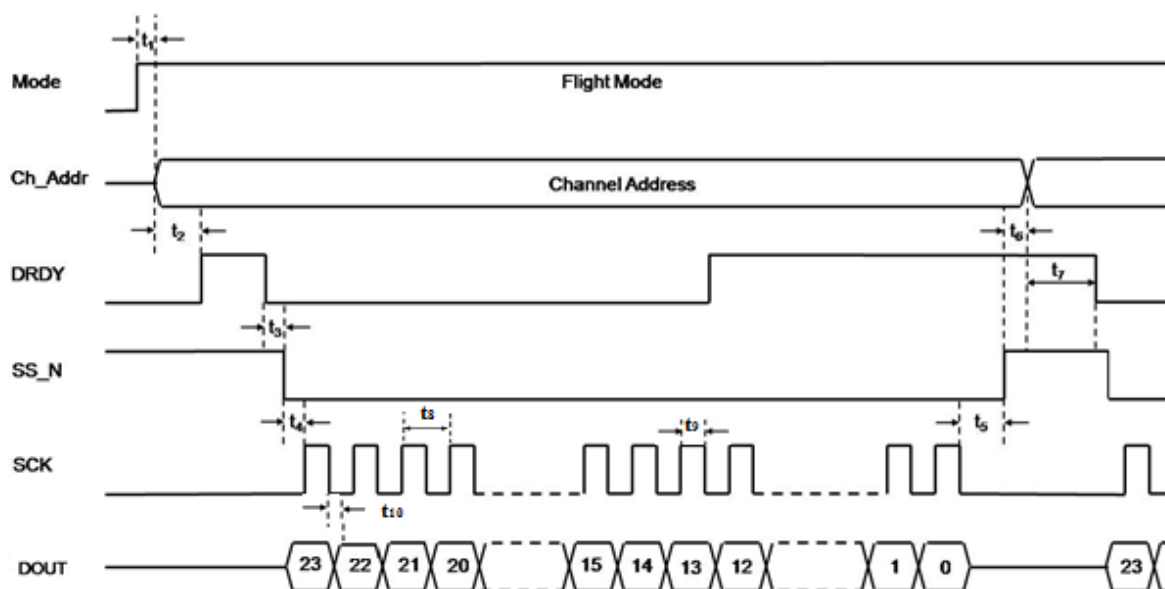 t₁
Mode Flight Mode
Ch_Addr Channel Address
t₂ t₆
DRDY t₇
t₃
SS_N
t₄ t₈ t₉ t₅
SCK
t₁₀
DOUT 23 22 21 20 15 14 13 12 1 0 23